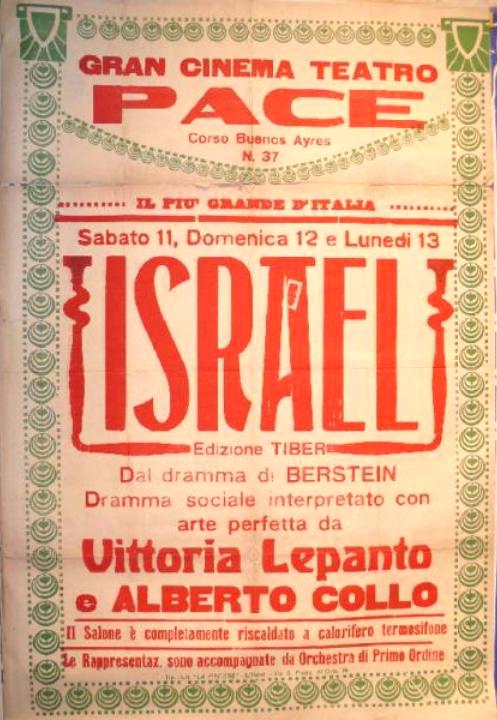 GRAN CINEMA TEATRO
PACE
Corso Buenos Ayres
N. 37
IL PIU' GRANDE D'ITALIA
Sabato 11, Domenica 12 e Lunedi 13
ISRAEL
Edizione TIBER
Dal dramma di BERSTEIN
Dramma sociale interpretato con
arte perfetta da
Vittoria Lepanto
e ALBERTO COLLO
Il Salone è completamente riscaldato a calorifero termosifone
Le Rappresentaz. sono accompagnate da Orchestra di Primo Ordine